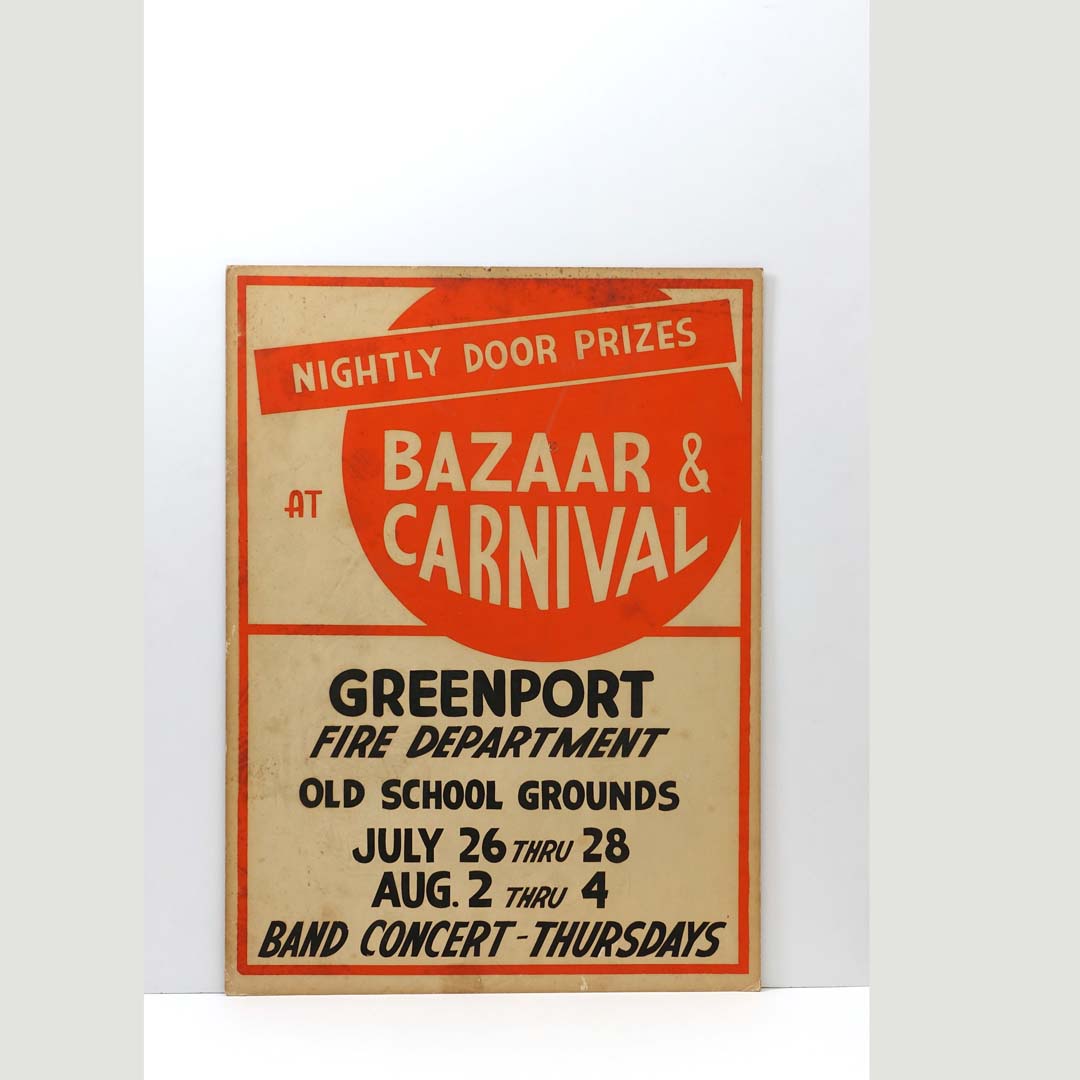 NIGHTLY DOOR PRIZES
AT
BAZAAR &
CARNIVAL
GREENPORT
FIRE DEPARTMENT
OLD SCHOOL GROUNDS
JULY 26 THRU 28
AUG. 2 THRU 4
BAND CONCERT - THURSDAYS